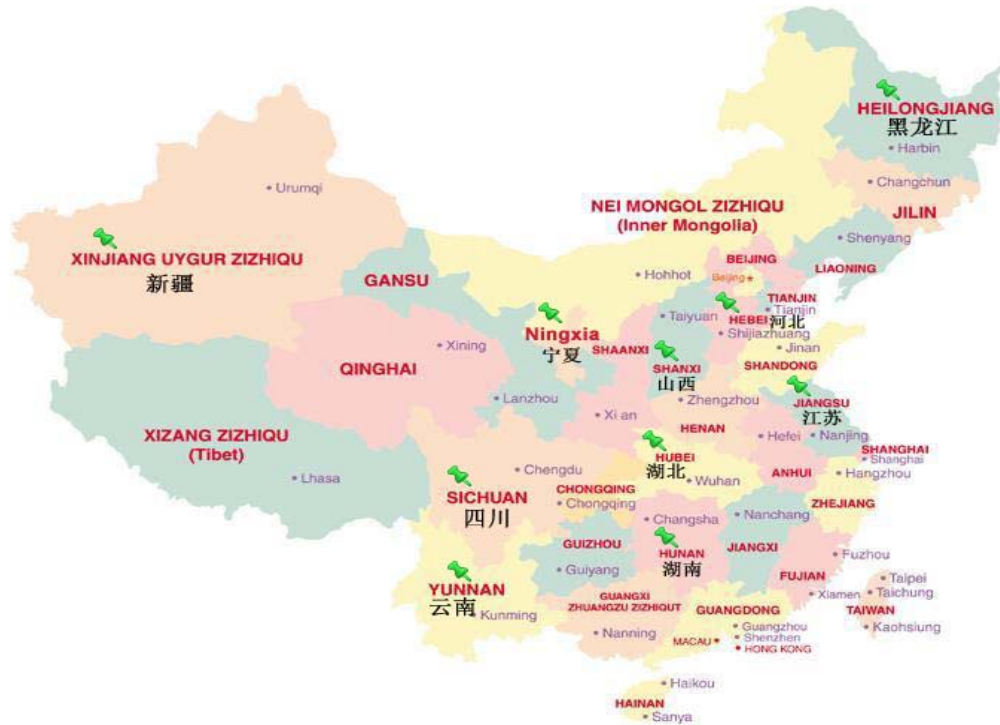 HEILONGJIANG
黑龙江
Harbin
Changchun
JILIN
Urumqi
NEI MONGOL ZIZHIQU
(Inner Mongolia)
Shenyang
LIAONING
XINJIANG UYGUR ZIZHIQU
新疆
GANSU
Hohhot
BEIJING
Beijing
TIANJIN
Tianjin
HEBEI 河北
Shijiazhuang
Taiyuan
Ningxia
宁夏
SHAANXI
SHANXI
山西
Jinan
SHANDONG
QINGHAI
Xining
Lanzhou
Xi an
Zhengzhou
HENAN
JIANGSU
江苏
Hefei
Nanjing
SHANGHAI
Shanghai
Hangzhou
XIZANG ZIZHIQU
(Tibet)
Lhasa
HUBEI
湖北
Wuhan
ANHUI
ZHEJIANG
Chengdu
SICHUAN
四川
CHONGQING
Chongqing
Changsha
Nanchang
HUNAN
湖南
JIANGXI
GUIZHOU
Guiyang
FUJIAN
Fuzhou
Xiamen
YUNNAN
云南
Kunming
GUANGXI
ZHUANGZU ZIZHIQUT
Nanning
GUANGDONG
Guangzhou
Shenzhen
MACAU
HONG KONG
Taipei
Taichung
TAIWAN
Kaohsiung
Haikou
HAINAN
Sanya